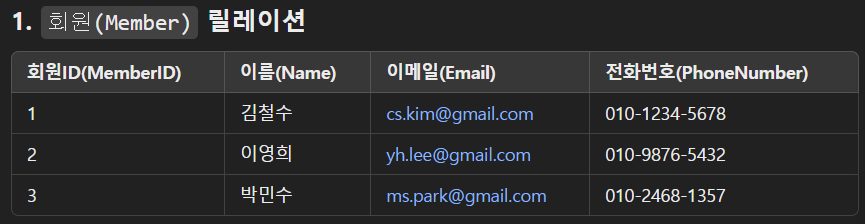 1. 회원(Member) 릴레이션
회원ID(MemberID) 이름(Name) 이메일(Email) 전화번호(PhoneNumber)
1 김철수 cs.kim@gmail.com 010-1234-5678
2 이영희 yh.lee@gmail.com 010-9876-5432
3 박민수 ms.park@gmail.com 010-2468-1357